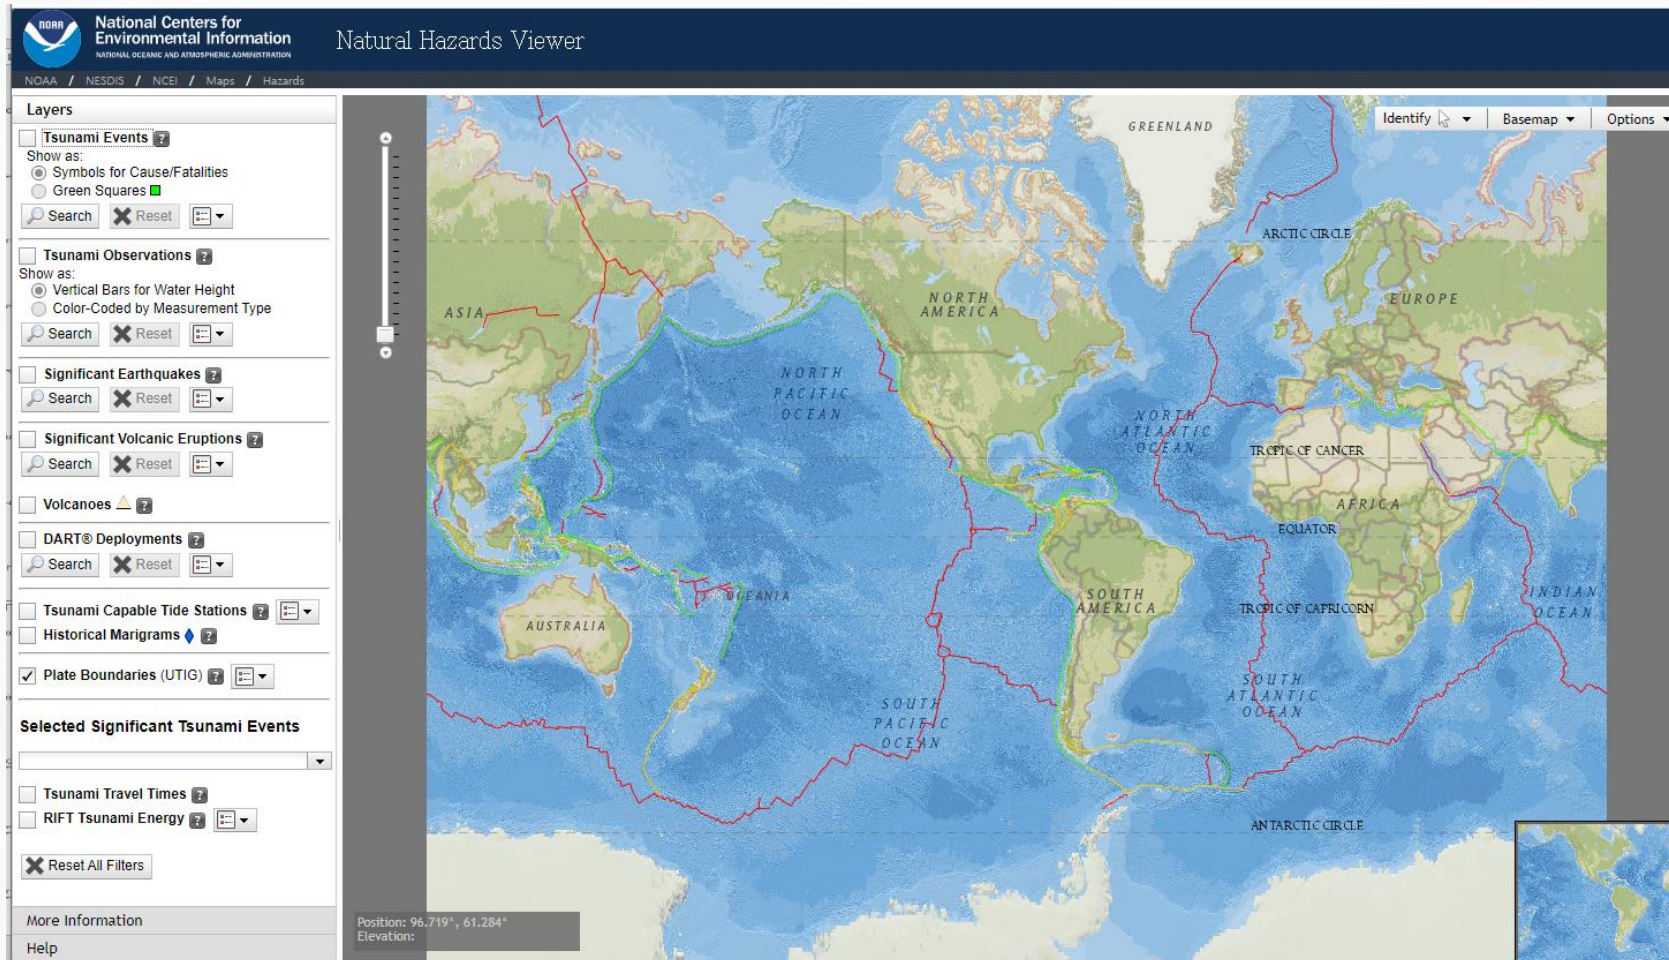 NOAA
National Centers for
Environmental Information
NATIONAL OCEANIC AND ATMOSPHERIC ADMINISTRATION
Natural Hazards Viewer
NOAA / NESDIS / NCEI / Maps / Hazards
Layers
Tsunami Events ?
Show as:
Symbols for Cause/Fatalities
Green Squares
Search Reset
Tsunami Observations ?
Show as:
Vertical Bars for Water Height
Color-Coded by Measurement Type
Search Reset
Significant Earthquakes ?
Search Reset
Significant Volcanic Eruptions ?
Search Reset
Volcanoes ?
DART® Deployments ?
Search Reset
Tsunami Capable Tide Stations ?
Historical Marigrams ?
Plate Boundaries (UTIG) ?
Selected Significant Tsunami Events
Tsunami Travel Times ?
RIFT Tsunami Energy ?
Reset All Filters
More Information
Help
Identify Basemap Options
GREENLAND
ARCTIC CIRCLE
ASIA
NORTH
AMERICA
EUROPE
NORTH
PACIFIC
OCEAN
NORTH
ATLANTIC
OCEAN
TROPIC OF CANCER
AFRICA
EQUATOR
OCEANIA
AUSTRALIA
SOUTH
AMERICA
TROPIC OF CAPRICORN
INDIAN
OCEAN
SOUTH
PACIFIC
OCEAN
SOUTH
ATLANTIC
OCEAN
ANTARCTIC CIRCLE
Position: 96.719°, 61.284°
Elevation: